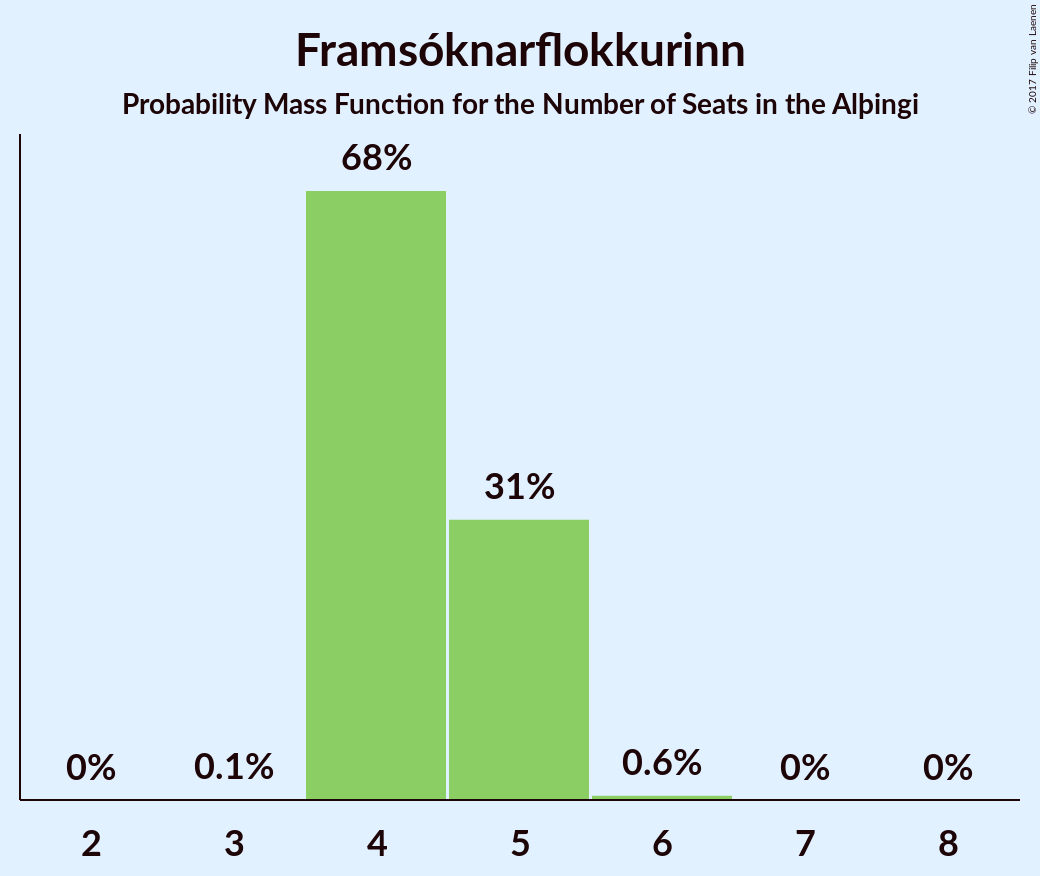 Framsóknarflokkurinn
Probability Mass Function for the Number of Seats in the Alþingi
© 2017 Filip van Laenen
68%
31%
0% 0.1% 0.6% 0% 0%
2 3 4 5 6 7 8